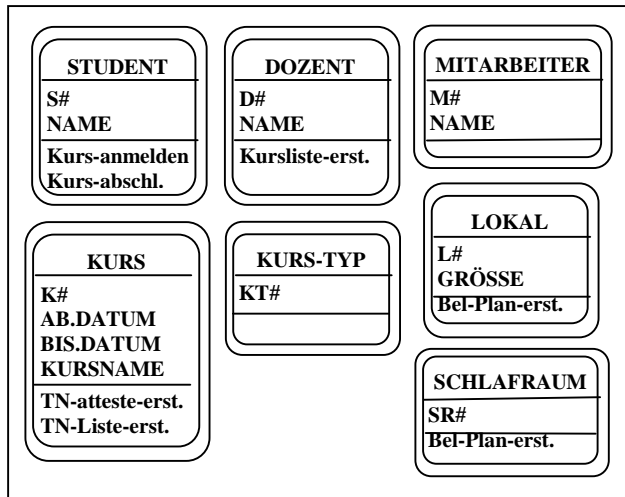 STUDENT
S#
NAME
Kurs-anmelden
Kurs-abschl.
DOZENT
D#
NAME
Kursliste-erst.
MITARBEITER
M#
NAME
KURS
K#
AB.DATUM
BIS.DATUM
KURSNAME
TN-atteste-erst.
TN-Liste-erst.
KURS-TYP
KT#
LOKAL
L#
GRÖSSE
Bel-Plan-erst.
SCHLAFRAUM
SR#
Bel-Plan-erst.